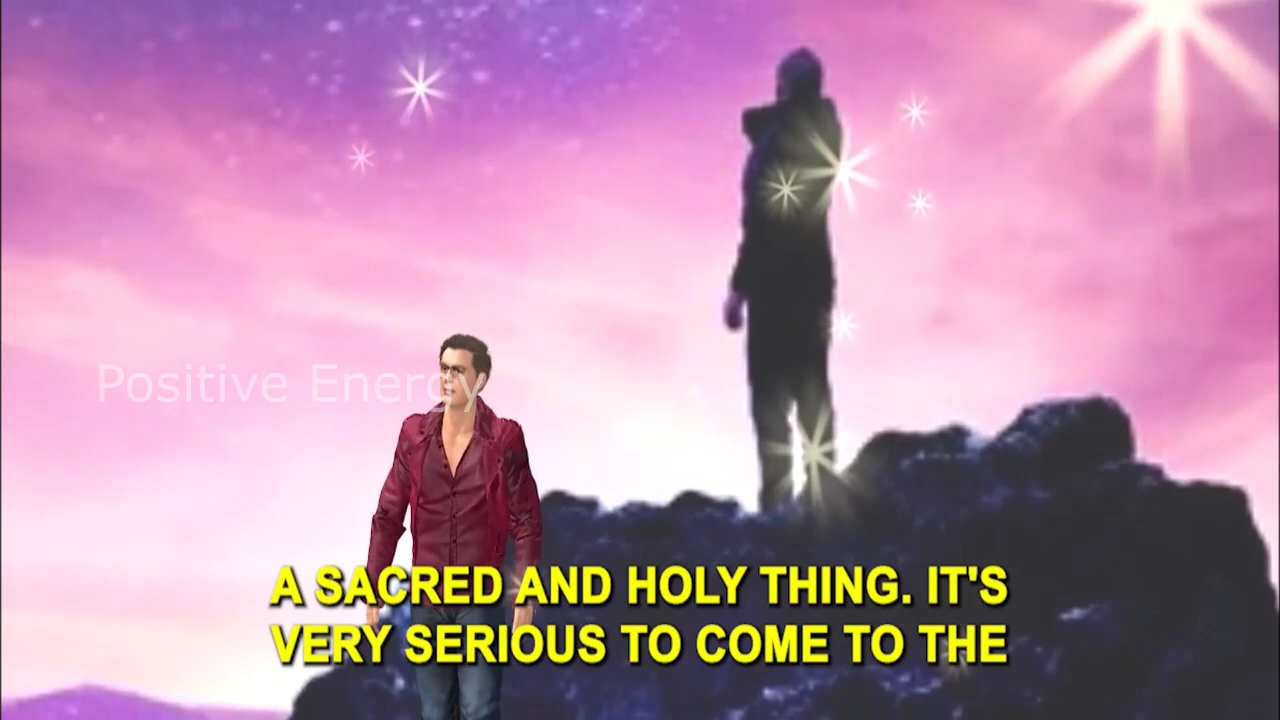 Positive Energy
A SACRED AND HOLY THING. IT'S
VERY SERIOUS TO COME TO THE